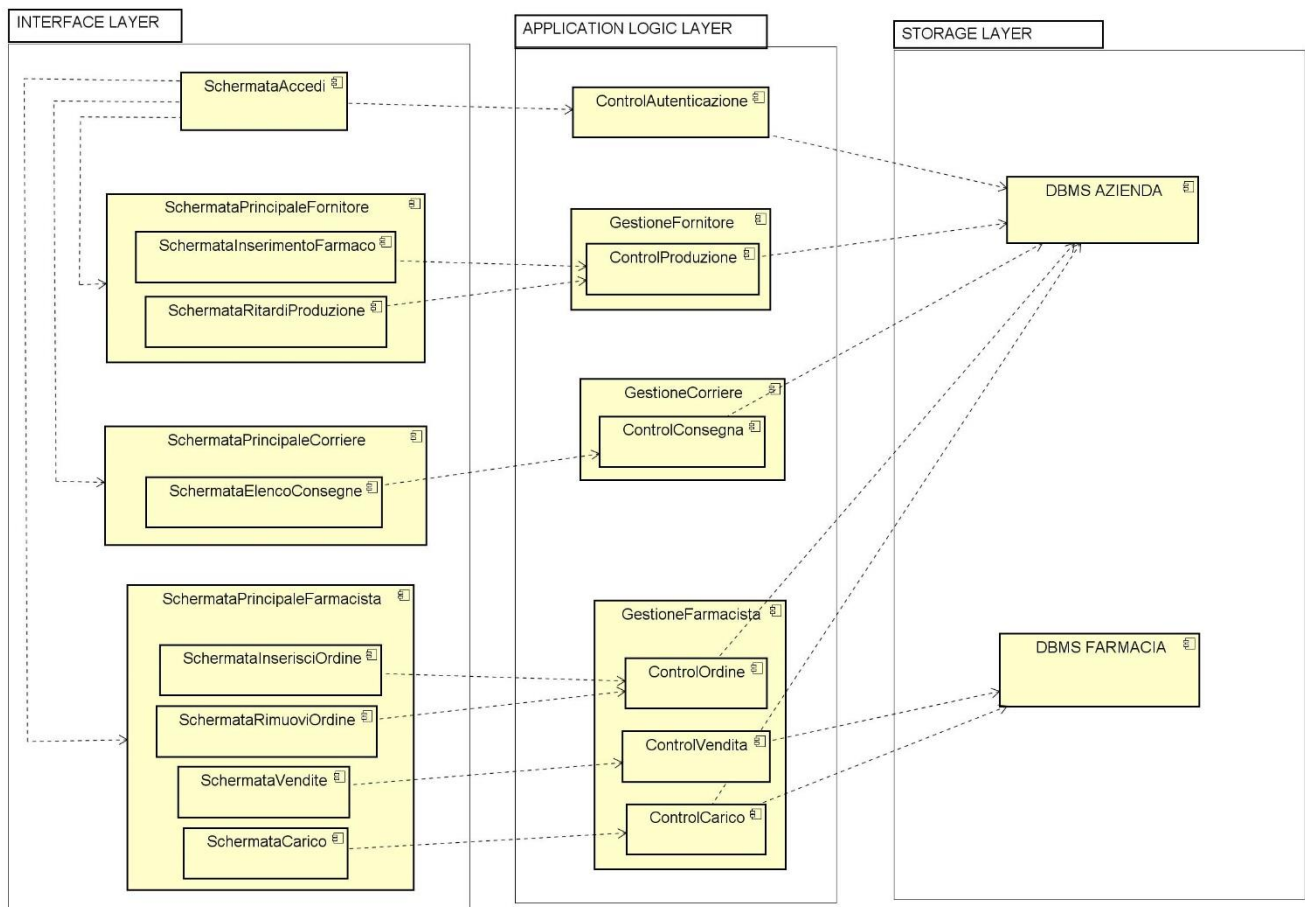 INTERFACE LAYER
SchermataAccedi
SchermataPrincipaleFornitore
SchermataInserimentoFarmaco
SchermataRitardiProduzione
SchermataPrincipaleCorriere
SchermataElencoConsegne
SchermataPrincipaleFarmacista
SchermataInserisciOrdine
SchermataRimuoviOrdine
SchermataVendite
SchermataCarico
APPLICATION LOGIC LAYER
ControlAutenticazione
GestioneFornitore
ControlProduzione
GestioneCorriere
ControlConsegna
GestioneFarmacista
ControlOrdine
ControlVendita
ControlCarico
STORAGE LAYER
DBMS AZIENDA
DBMS FARMACIA